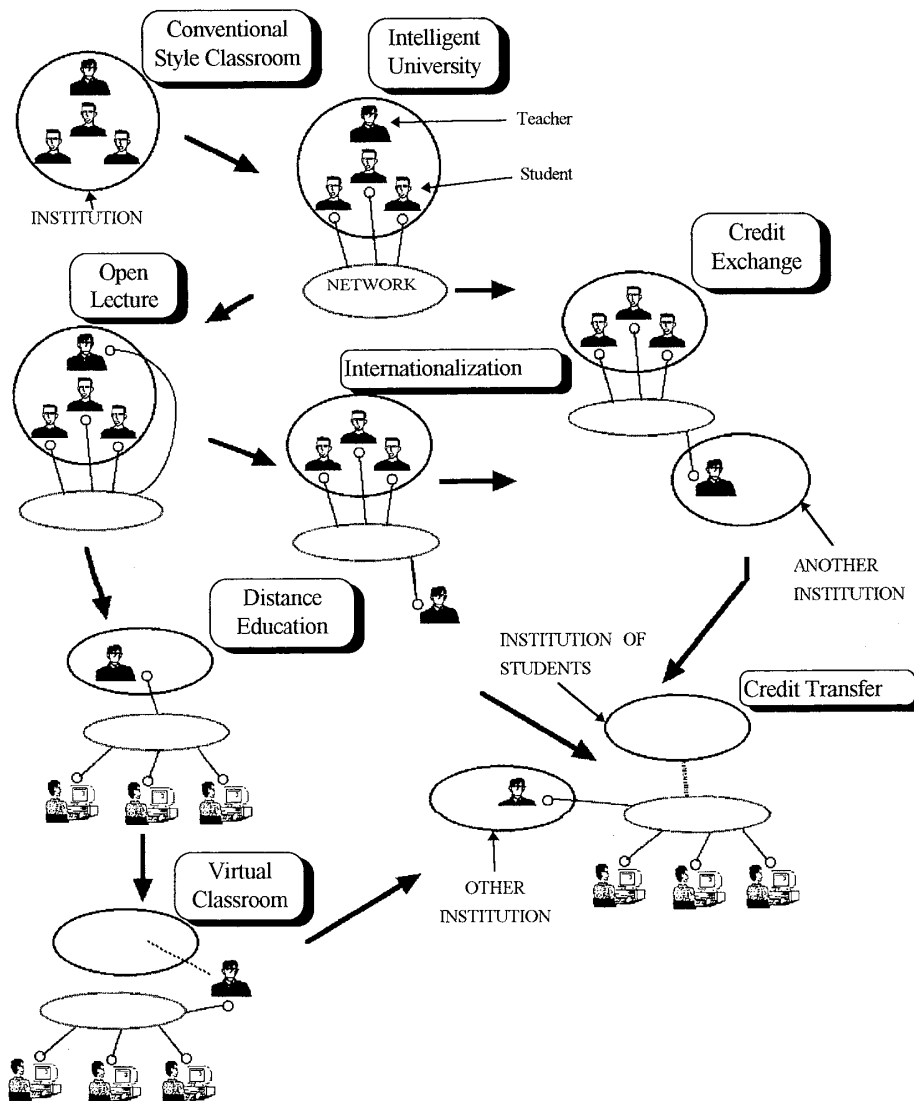 Conventional
Style Classroom
Intelligent
University
Teacher
Student
INSTITUTION
Open
Lecture
NETWORK
Credit
Exchange
Internationalization
ANOTHER
INSTITUTION
Distance
Education
INSTITUTION OF
STUDENTS
Credit Transfer
Virtual
Classroom
OTHER
INSTITUTION